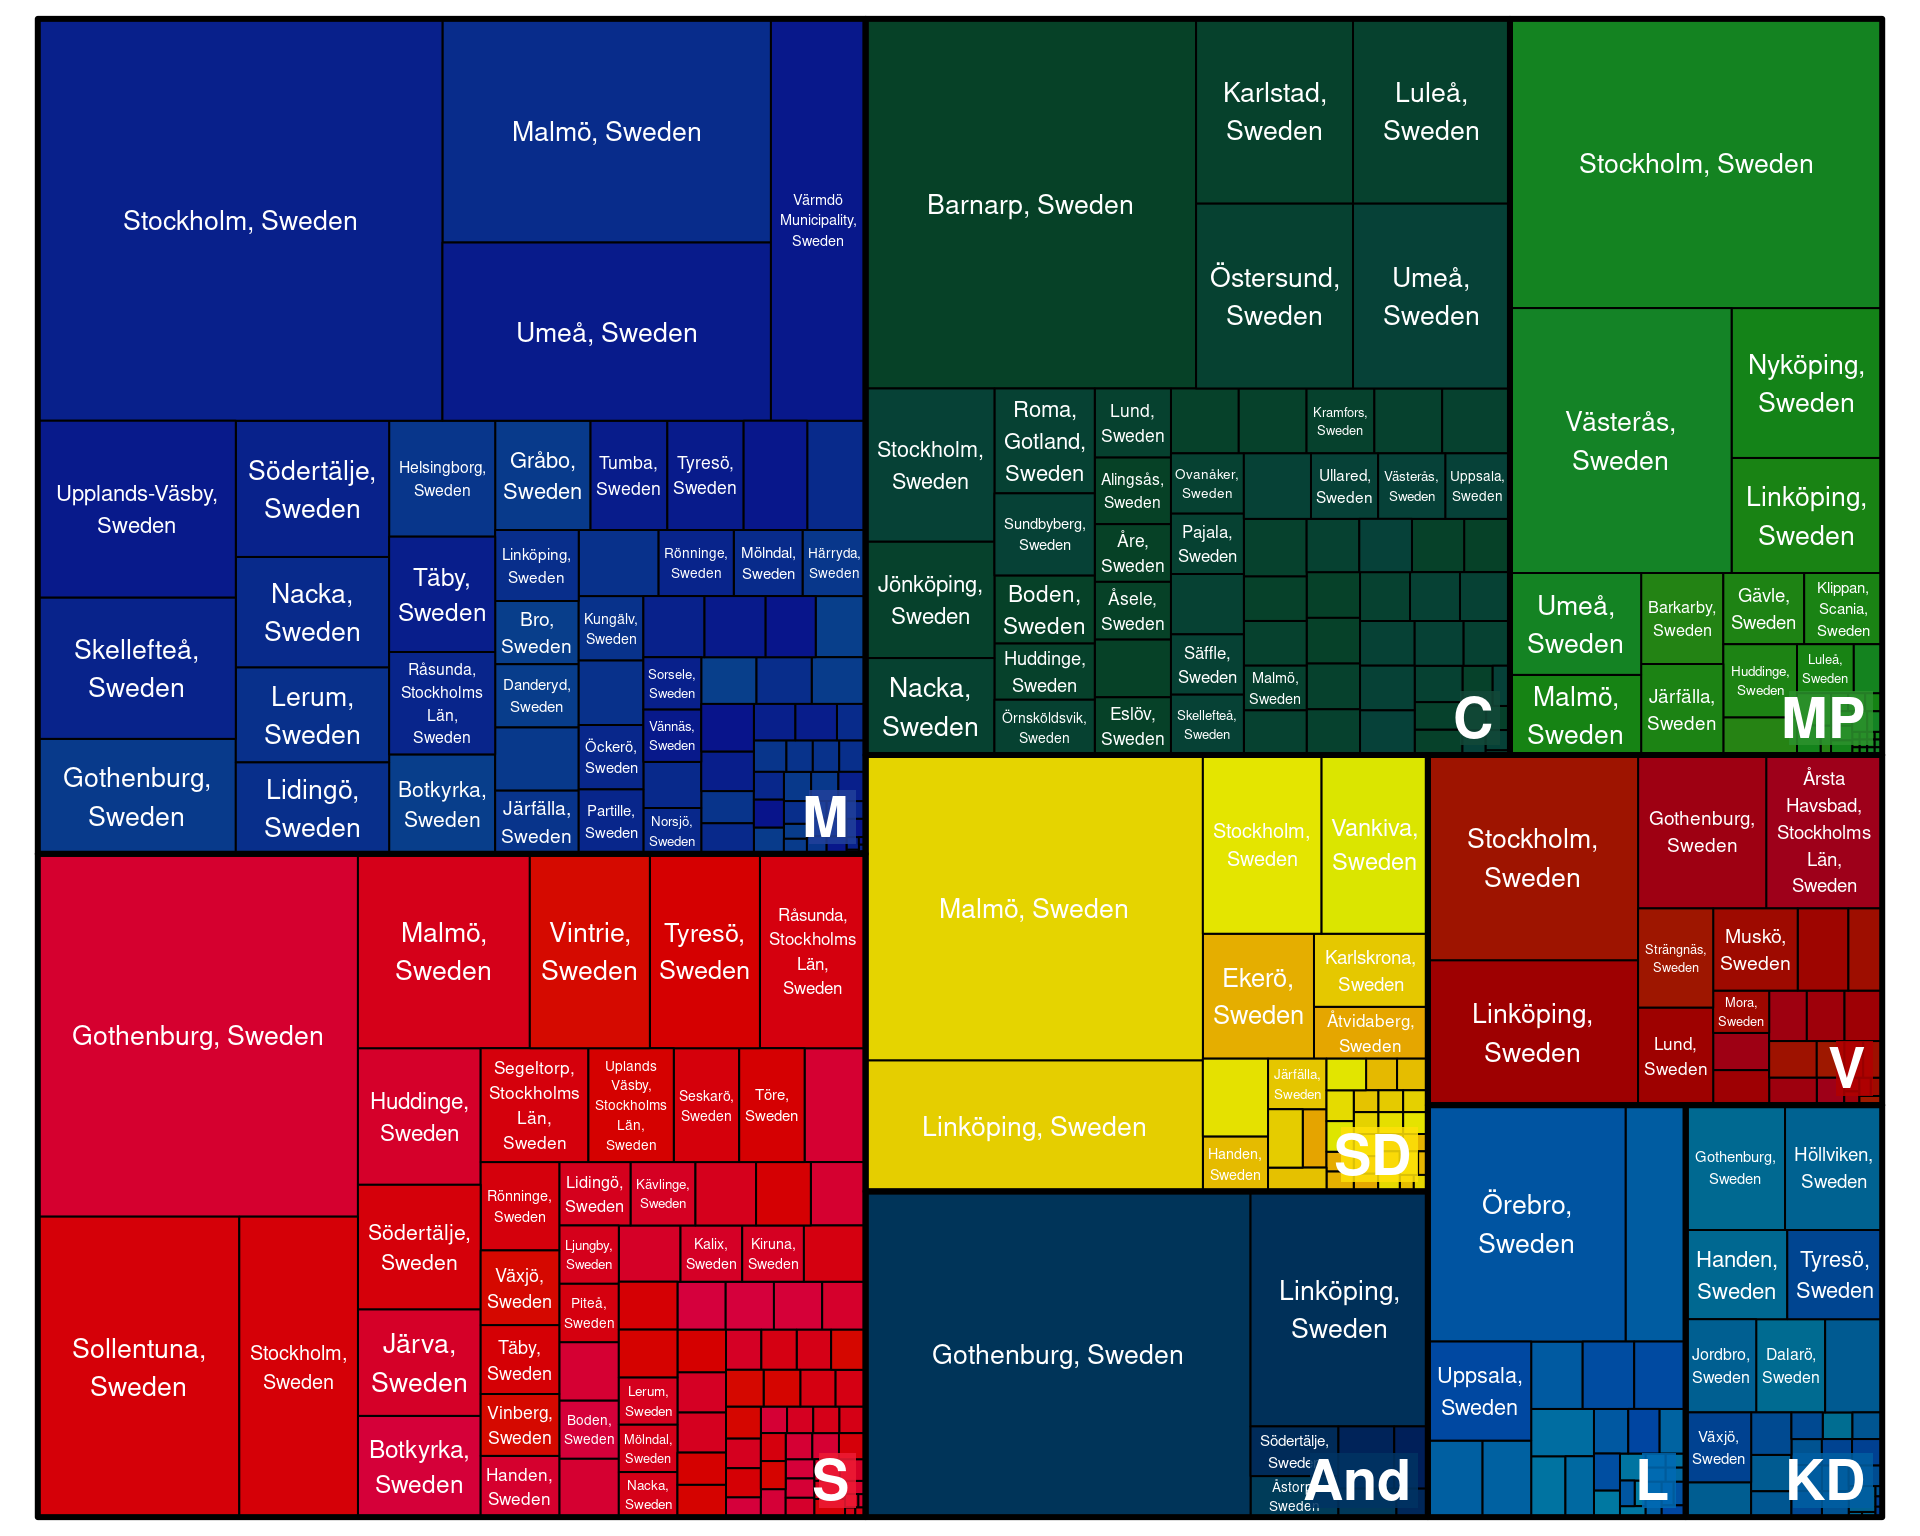 Stockholm, Sweden
Malmö, Sweden
Umeå, Sweden
Värmdö
Municipality,
Sweden
Upplands-Väsby,
Sweden
Skellefteå,
Sweden
Gothenburg,
Sweden
Södertälje,
Sweden
Nacka,
Sweden
Lerum,
Sweden
Lidingö,
Sweden
Helsingborg,
Sweden
Täby,
Sweden
Råsunda,
Stockholms
Län,
Sweden
Botkyrka,
Sweden
Gråbo,
Sweden
Tumba,
Sweden
Tyresö,
Sweden
Linköping,
Sweden
Rönninge,
Sweden
Mölndal,
Sweden
Härryda,
Sweden
Bro,
Sweden
Kungälv,
Sweden
Danderyd,
Sweden
Sorsele,
Sweden
Vännäs,
Sweden
Öckerö,
Sweden
Järfälla,
Sweden
Partille,
Sweden
Norsjö,
Sweden
M
Barnarp, Sweden
Karlstad,
Sweden
Luleå,
Sweden
Östersund,
Sweden
Umeå,
Sweden
Stockholm,
Sweden
Jönköping,
Sweden
Nacka,
Sweden
Roma,
Gotland,
Sweden
Sundbyberg,
Sweden
Boden,
Sweden
Huddinge,
Sweden
Örnsköldsvik,
Sweden
Lund,
Sweden
Alingsås,
Sweden
Åre,
Sweden
Åsele,
Sweden
Eslöv,
Sweden
Kramfors,
Sweden
Ovanåker,
Sweden
Ullared,
Sweden
Västerås,
Sweden
Uppsala,
Sweden
Pajala,
Sweden
Säffle,
Sweden
Skellefteå,
Sweden
Malmö,
Sweden
C
Stockholm, Sweden
Västerås,
Sweden
Nyköping,
Sweden
Linköping,
Sweden
Umeå,
Sweden
Malmö,
Sweden
Barkarby,
Sweden
Järfälla,
Sweden
Gävle,
Sweden
Klippan,
Scania,
Sweden
Huddinge,
Sweden
Luleå,
Sweden
MP
Gothenburg, Sweden
Sollentuna,
Sweden
Stockholm,
Sweden
Malmö,
Sweden
Vintrie,
Sweden
Tyresö,
Sweden
Råsunda,
Stockholms
Län,
Sweden
Huddinge,
Sweden
Södertälje,
Sweden
Järva,
Sweden
Botkyrka,
Sweden
Segeltorp,
Stockholms
Län,
Sweden
Uplands
Väsby,
Stockholms
Län,
Sweden
Seskarö,
Sweden
Töre,
Sweden
Rönninge,
Sweden
Växjö,
Sweden
Täby,
Sweden
Vinberg,
Sweden
Handen,
Sweden
Lidingö,
Sweden
Kävlinge,
Sweden
Ljungby,
Sweden
Kalix,
Sweden
Kiruna,
Sweden
Piteå,
Sweden
Boden,
Sweden
Lerum,
Sweden
Mölndal,
Sweden
Nacka,
Sweden
S
Malmö, Sweden
Linköping, Sweden
Stockholm,
Sweden
Vankiva,
Sweden
Ekerö,
Sweden
Karlskrona,
Sweden
Åtvidaberg,
Sweden
Järfälla,
Sweden
Handen,
Sweden
SD
Stockholm,
Sweden
Linköping,
Sweden
Gothenburg,
Sweden
Årsta
Havsbad,
Stockholms
Län,
Sweden
Strängnäs,
Sweden
Muskö,
Sweden
Mora,
Sweden
Lund,
Sweden
V
Gothenburg, Sweden
Linköping,
Sweden
Södertälje,
Sweden
Åstorp,
Sweden
And
Örebro,
Sweden
Uppsala,
Sweden
L
Gothenburg,
Sweden
Höllviken,
Sweden
Handen,
Sweden
Tyresö,
Sweden
Jordbro,
Sweden
Dalarö,
Sweden
Växjö,
Sweden
KD